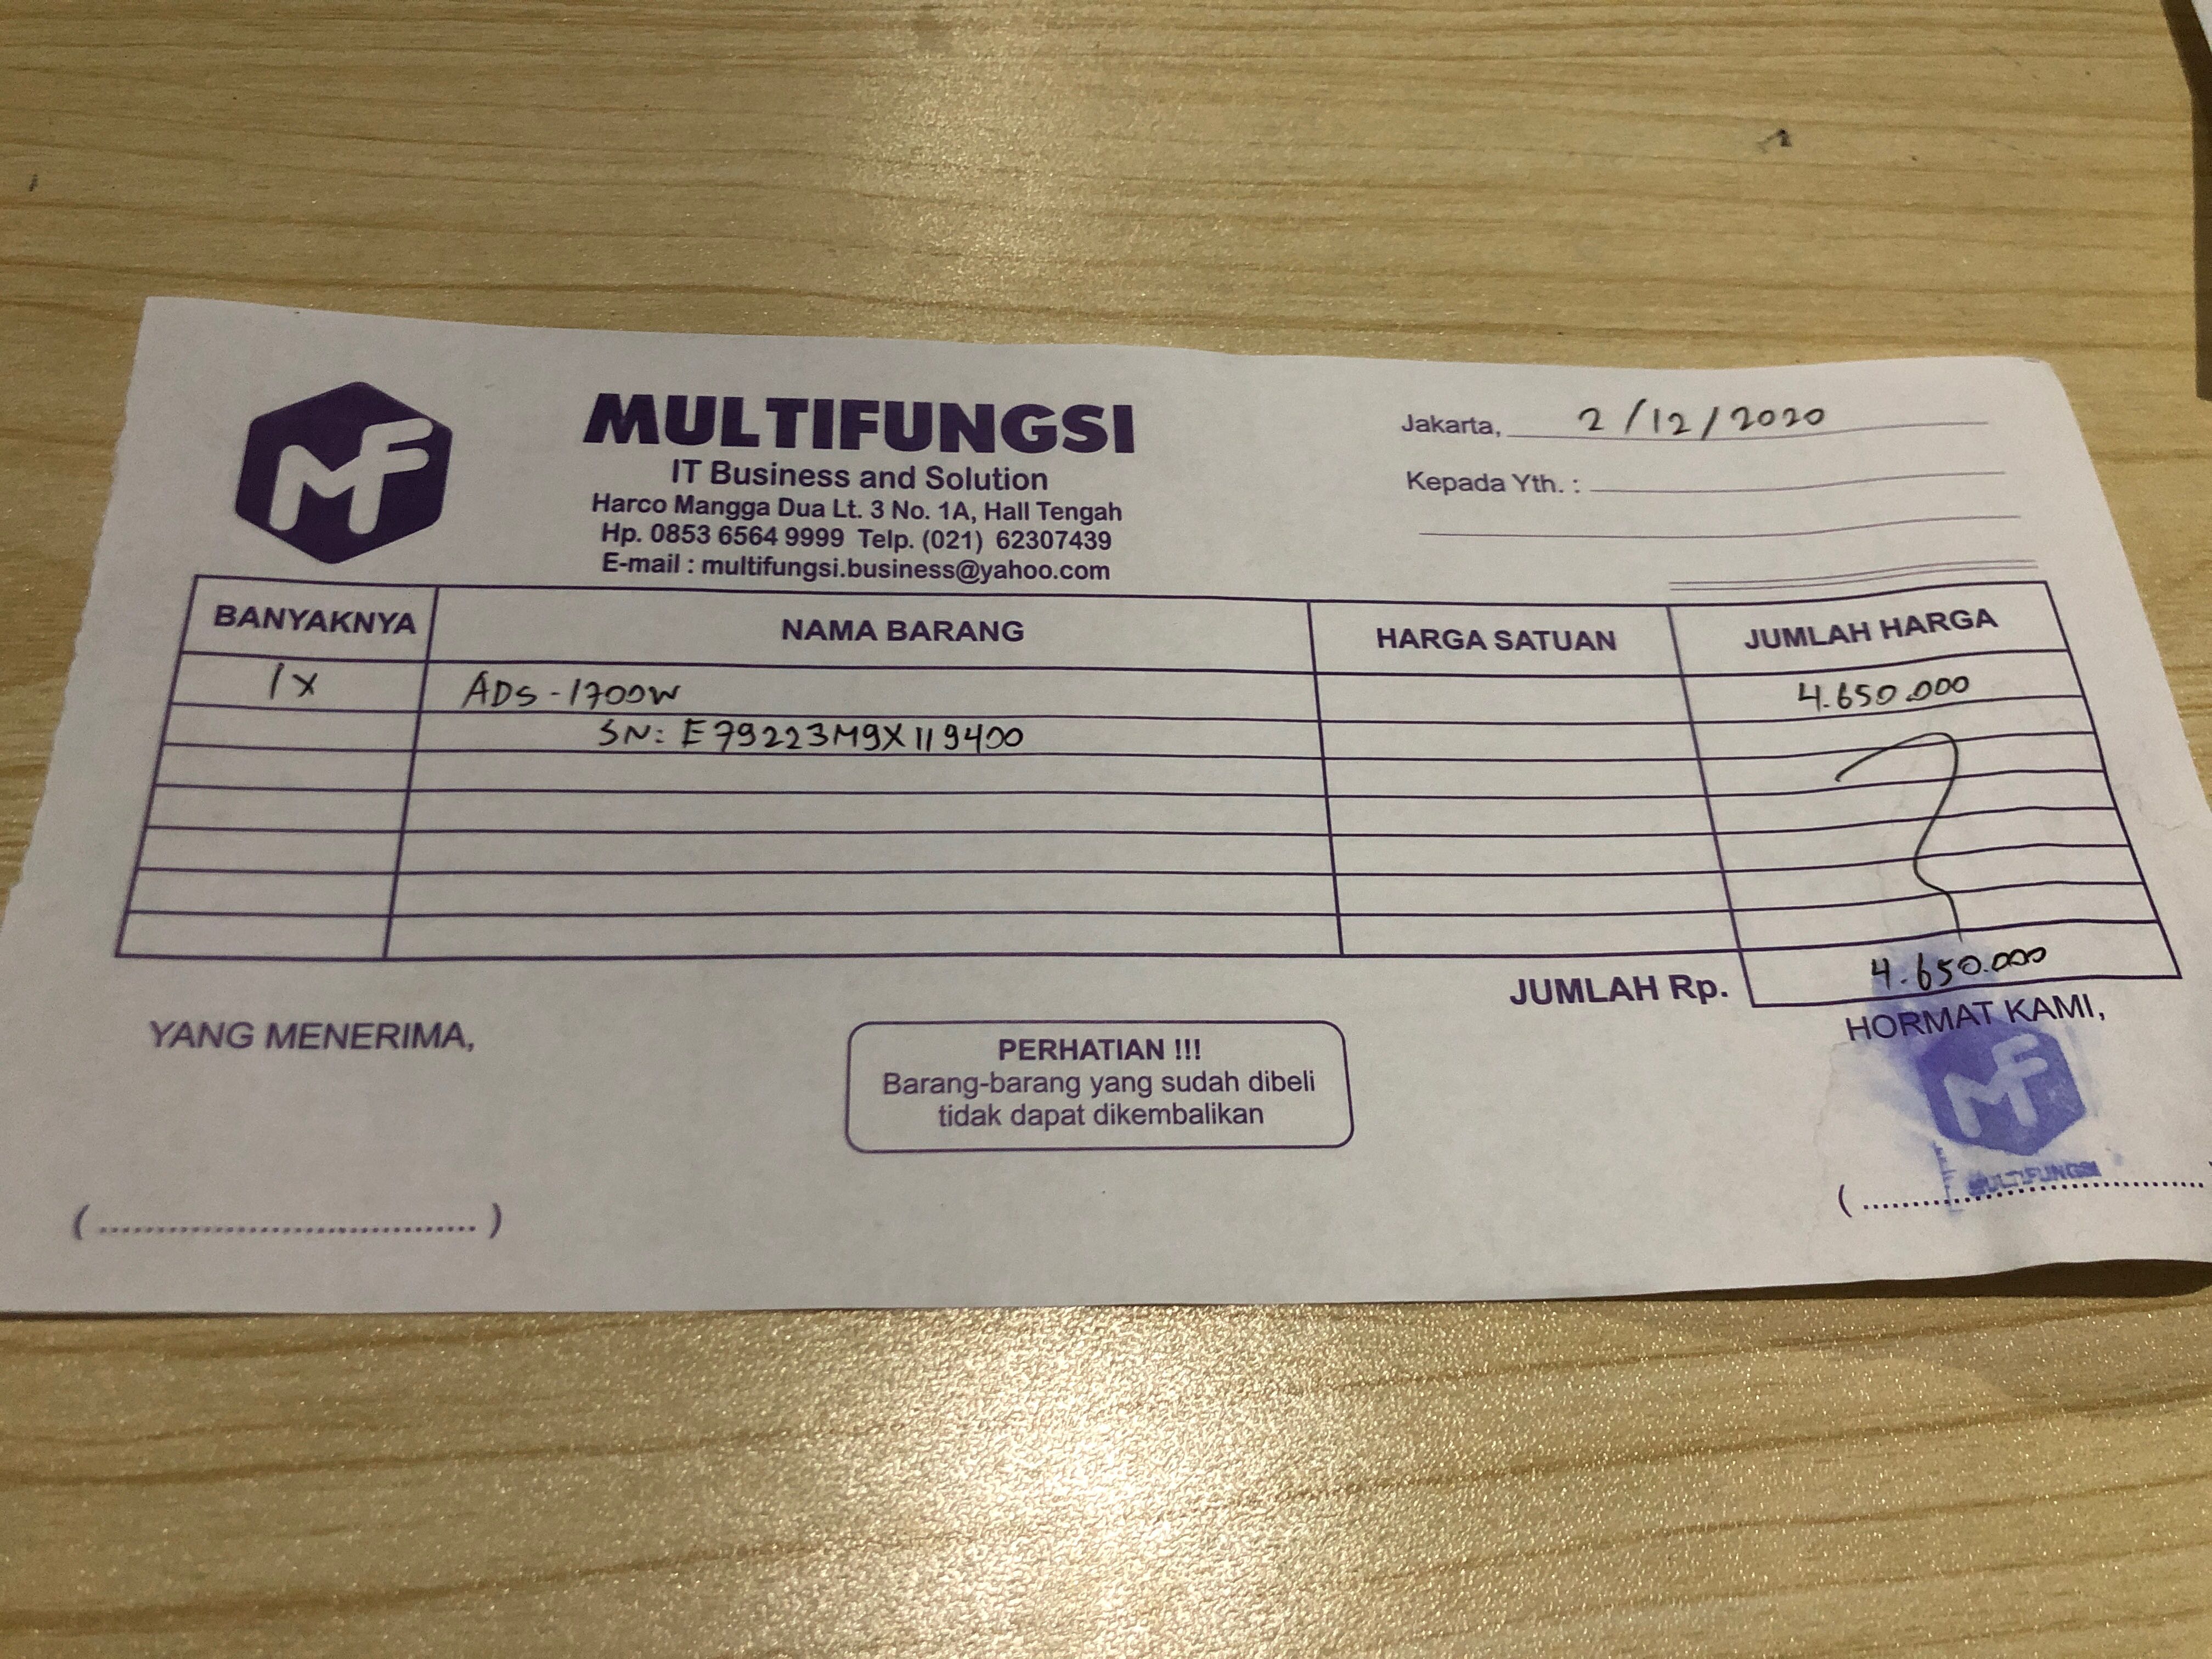 MF
MULTIFUNGSI
IT Business and Solution
Harco Mangga Dua Lt. 3 No. 1A, Hall Tengah
Hp. 0853 6564 9999 Telp. (021) 62307439
E-mail : multifungsi.business@yahoo.com
Jakarta, 2/12/2020
Kepada Yth. :
BANYAKNYA NAMA BARANG HARGA SATUAN JUMLAH HARGA
1X ADS-1700W 4.650.000
SN: E79223M9X119400
JUMLAH Rp. 4.650.000
YANG MENERIMA,
PERHATIAN !!!
Barang-barang yang sudah dibeli
tidak dapat dikembalikan
HORMAT KAMI,
MF
MULTIFUNGSI